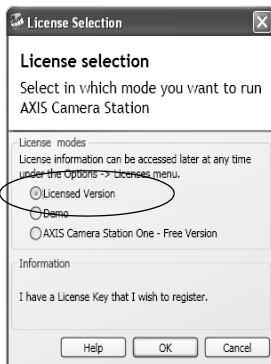 License Selection
License selection
Select in which mode you want to run
AXIS Camera Station
License modes
License information can be accessed later at any time
under the Options -> Licenses menu.
Licensed Version
Demo
AXIS Camera Station One - Free Version
Information
I have a License Key that I wish to register.
Help OK Cancel